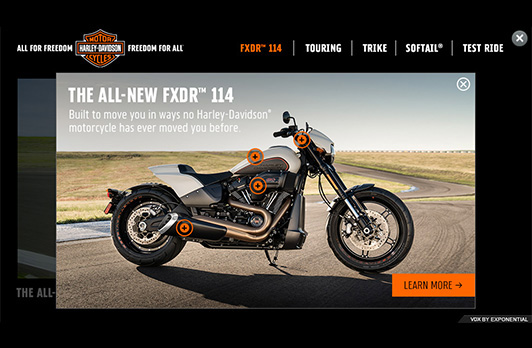 ALL FOR FREEDOM
MOTOR
HARLEY-DAVIDSON
CYCLES
FREEDOM FOR ALL
FXDR™ 114
TOURING
TRIKE
SOFTAIL®
TEST RIDE
THE ALL-NEW FXDR™ 114
Built to move you in ways no Harley-Davidson®
motorcycle has ever moved you before.
LEARN MORE →
THE ALL-
VDX BY EXPONENTIAL